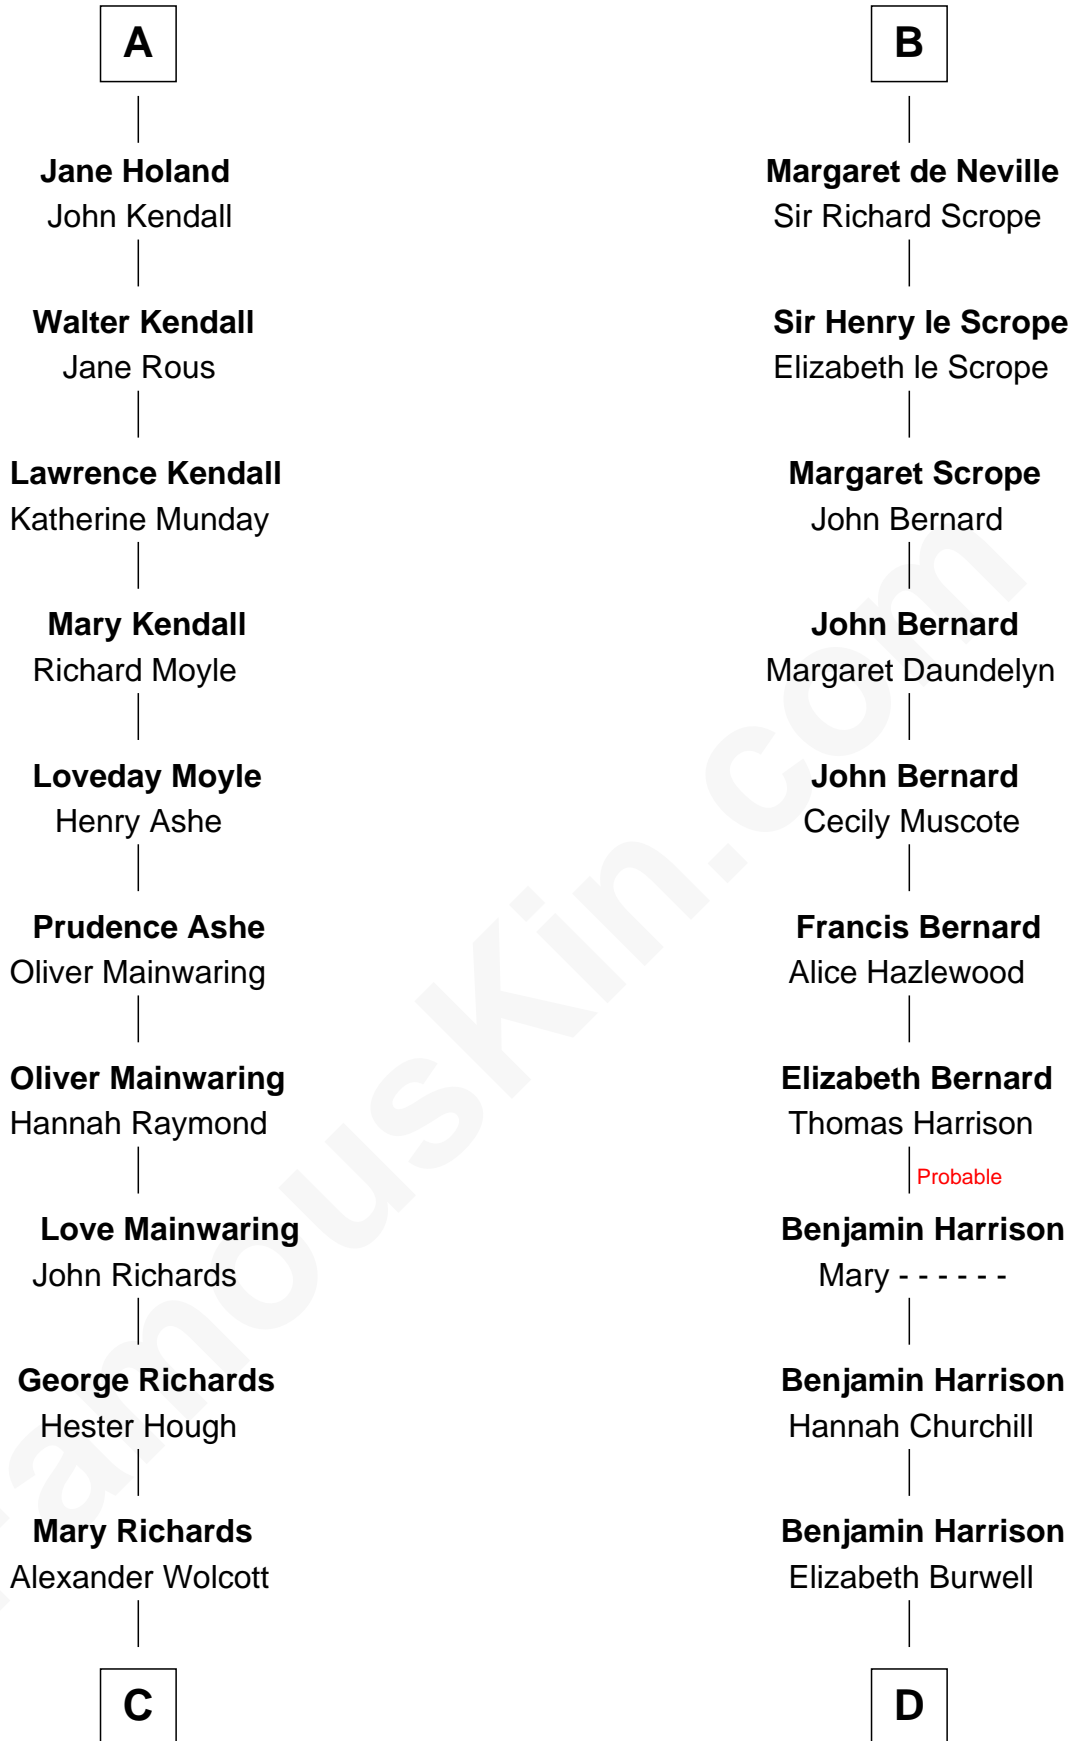 A
Jane Holand
John Kendall
Walter Kendall
Jane Rous
Lawrence Kendall
Katherine Munday
Mary Kendall
Richard Moyle
Loveday Moyle
Henry Ashe
Prudence Ashe
Oliver Mainwaring
Oliver Mainwaring
Hannah Raymond
Love Mainwaring
John Richards
George Richards
Hester Hough
Mary Richards
Alexander Wolcott
C
B
Margaret de Neville
Sir Richard Scrope
Sir Henry le Scrope
Elizabeth le Scrope
Margaret Scrope
John Bernard
John Bernard
Margaret Daundelyn
John Bernard
Cecily Muscote
Francis Bernard
Alice Hazlewood
Elizabeth Bernard
Thomas Harrison
Probable
Benjamin Harrison
Mary - - - - - -
Benjamin Harrison
Hannah Churchill
Benjamin Harrison
Elizabeth Burwell
D
FamousKin.com